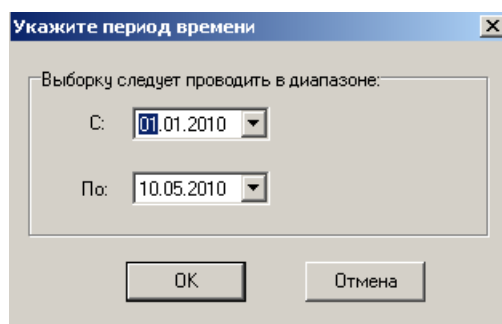 Укажите период времени
Выборку следует проводить в диапазоне:
С: 01.01.2010
По: 10.05.2010
OK Отмена